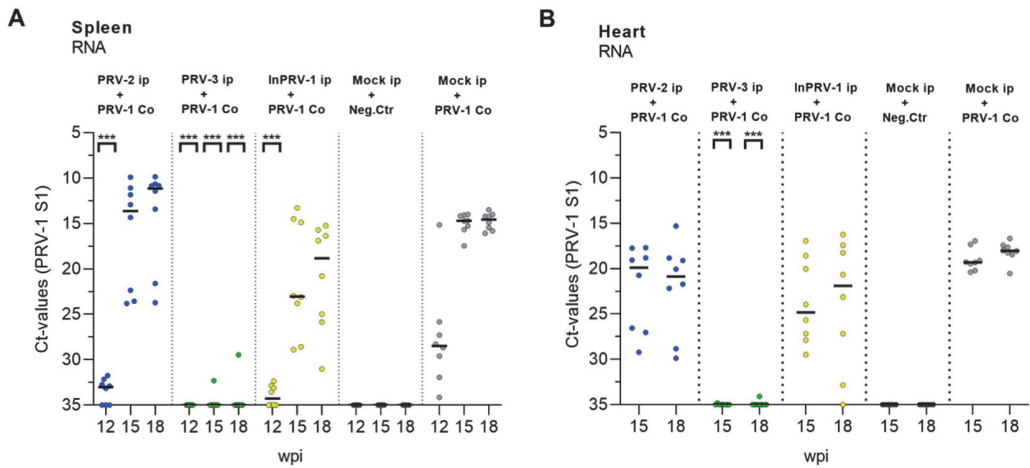 A
Spleen
RNA
PRV-2 ip PRV-3 ip InPRV-1 ip Mock ip Mock ip
+ + + + +
PRV-1 Co PRV-1 Co PRV-1 Co Neg.Ctr PRV-1 Co
*** *** *** *** ***
5
10
15
20
25
30
35
Ct-values (PRV-1 S1)
12 15 18 12 15 18 12 15 18 12 15 18 12 15 18
wpi
B
Heart
RNA
PRV-2 ip PRV-3 ip InPRV-1 ip Mock ip Mock ip
+ + + + +
PRV-1 Co PRV-1 Co PRV-1 Co Neg.Ctr PRV-1 Co
*** ***
5
10
15
20
25
30
35
Ct-values (PRV-1 S1)
15 18 15 18 15 18 15 18 15 18
wpi